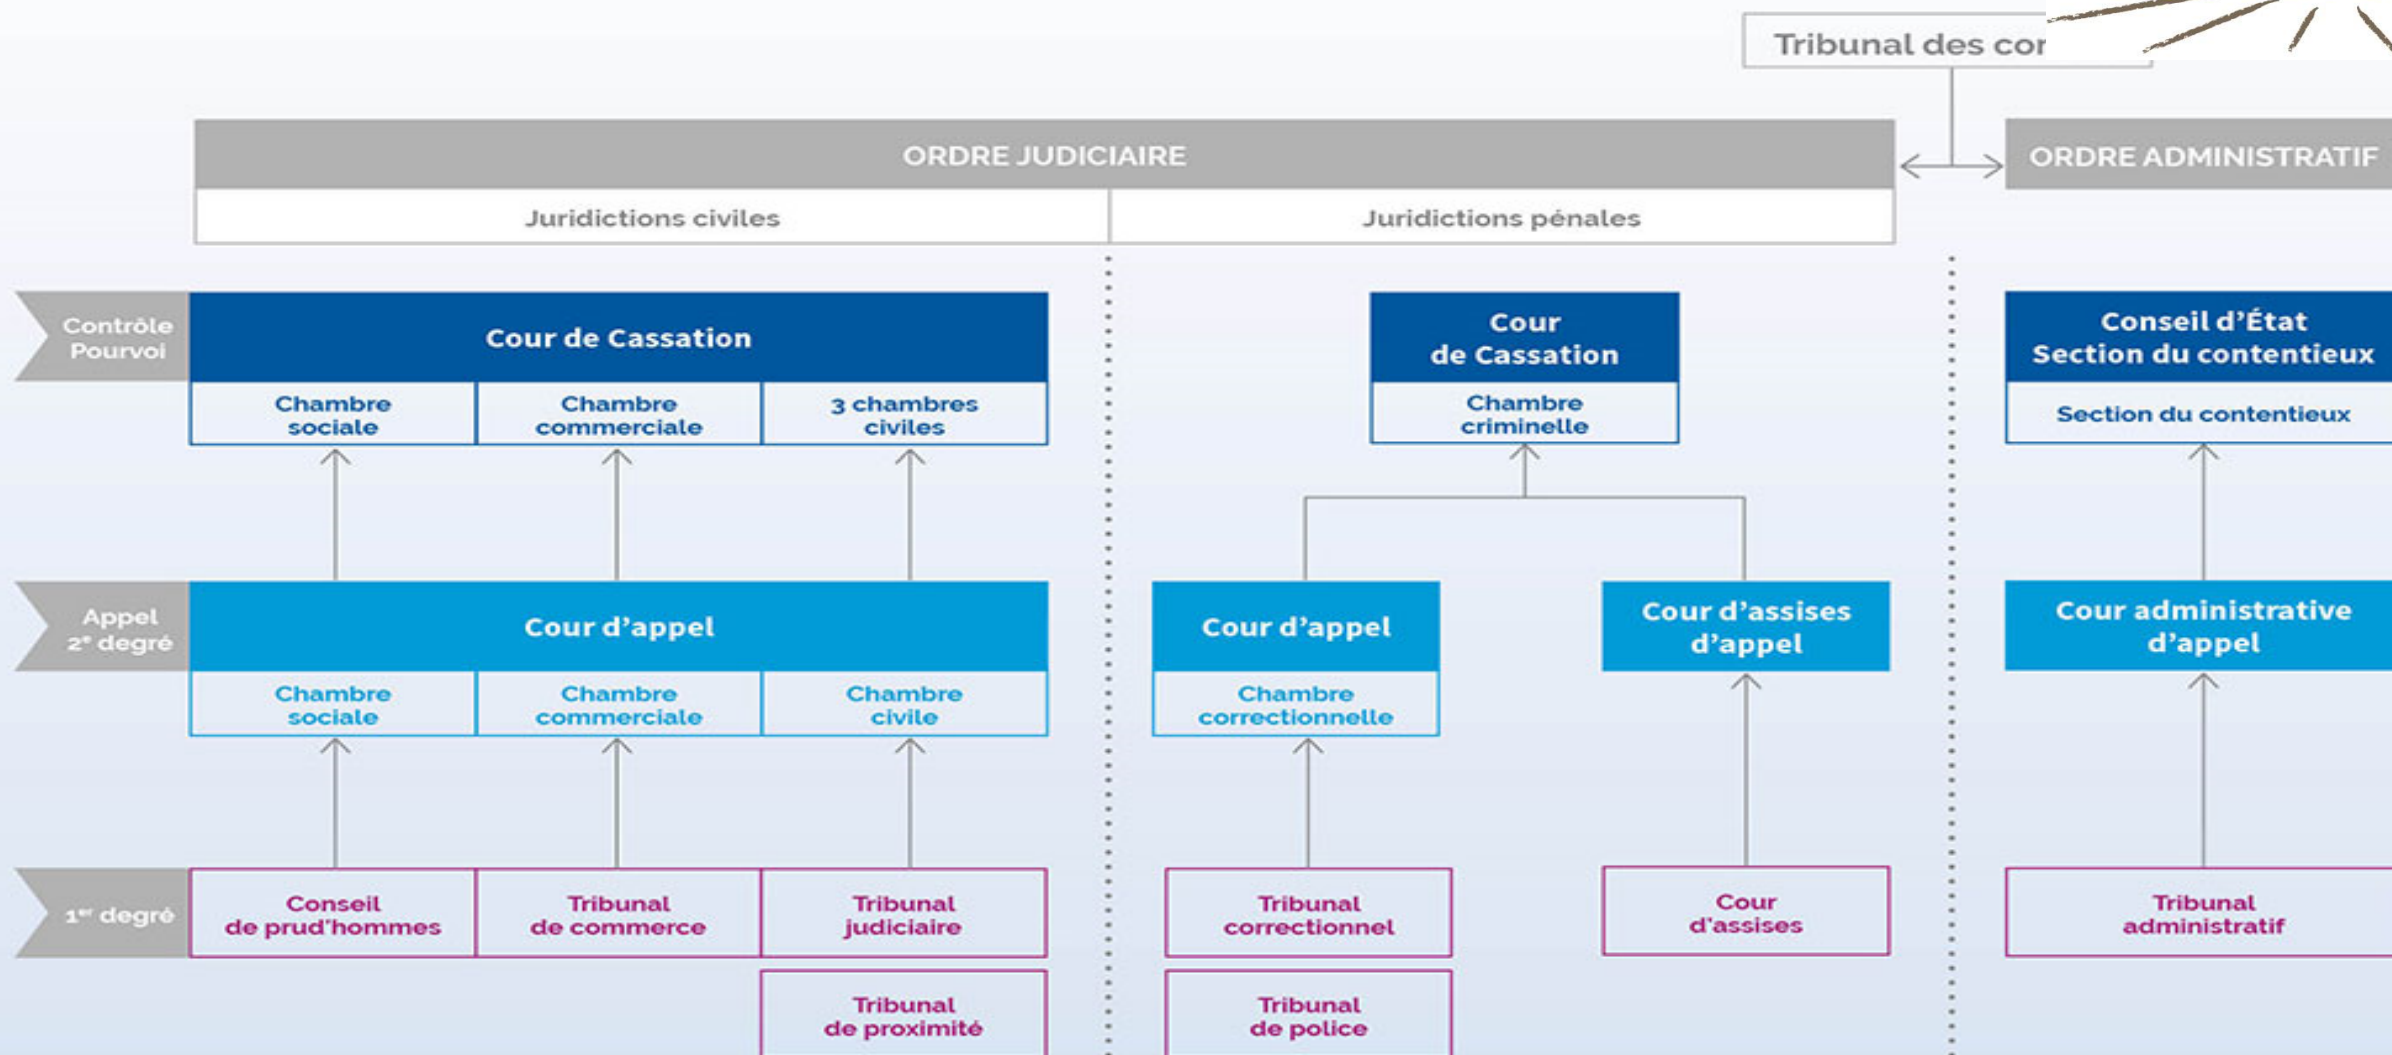 Tribunal des
ORDRE JUDICIAIRE
ORDRE ADMINISTRATIF
Juridictions civiles
Juridictions pénales
Contrôle
Pourvoi
Cour de Cassation
Chambre
sociale
Chambre
commerciale
3 chambres
civiles
Cour
de Cassation
Chambre
criminelle
Conseil d'État
Section du contentieux
Section du contentieux
Appel
2e degré
Cour d'appel
Chambre
sociale
Chambre
commerciale
Chambre
civile
Cour d'appel
Chambre
correctionnelle
Cour d'assises
d'appel
Cour administrative
d'appel
1er degré
Conseil
de prud'hommes
Tribunal
de commerce
Tribunal
judiciaire
Tribunal
de proximité
Tribunal
correctionnel
Tribunal
de police
Cour
d'assises
Tribunal
administratif